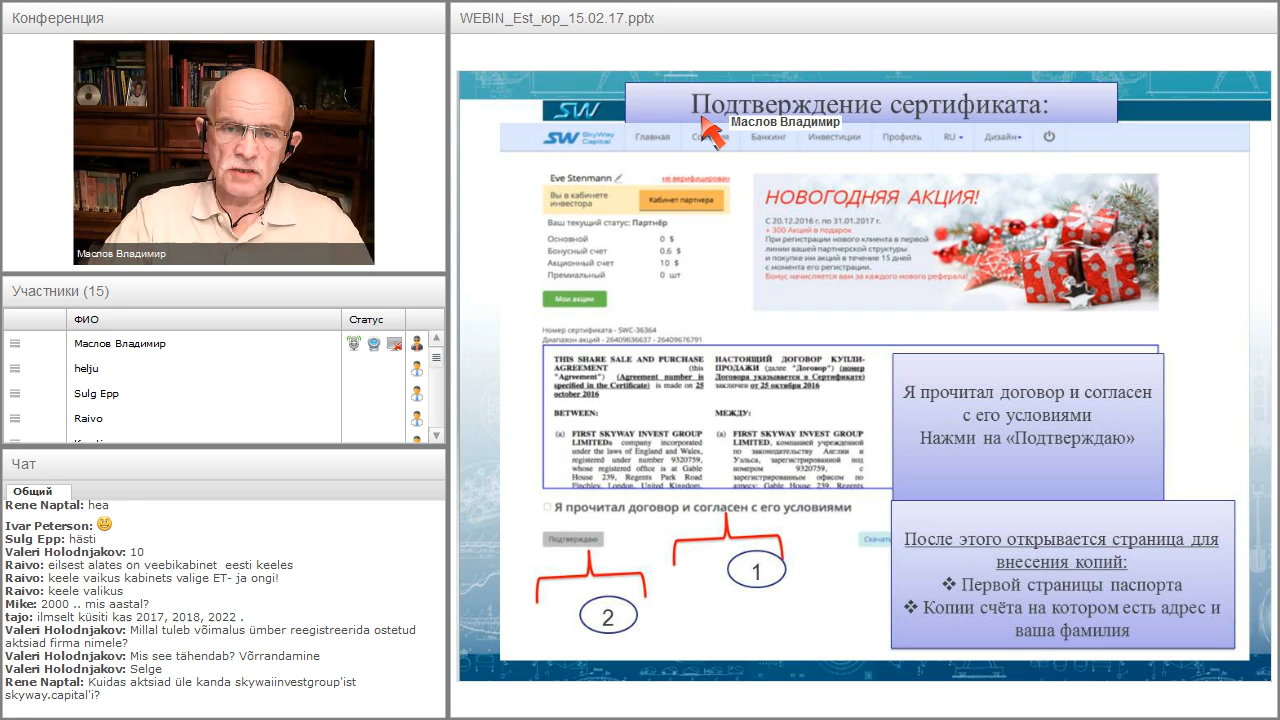 Конференция
Маслов Владимир
Участники (15)
ФИО
Статус
Маслов Владимир
helju
Sulg Epp
Raivo
Чат
Общий
Rene Naptal: hea
Ivar Peterson:
Sulg Epp: hästi
Valeri Holodnjakov: 10
Raivo: eilsest alates on veebikabinet eesti keeles
Raivo: keele vaikus kabinets valige ET- ja ongi!
Raivo: keele valikus
Mike: 2000 .. mis aastal?
tajo: ilmselt küsiti kas 2017, 2018, 2022 .
Valeri Holodnjakov: Millal tuleb võimalus ümber reegistreerida ostetud
aktsiad firma nimele?
Valeri Holodnjakov: Mis see tähendab? Võrrandamine
Valeri Holodnjakov: Selge
Rene Naptal: Kuidas aktsiad üle kanda skywayinvestgroup'ist
skyway.capital'i?
WEBIN_Est_юр_15.02.17.pptx
SW
Подтверждение сертификата:
Маслов Владимир
SW SkyWay
Capital
Главная
Банкинг
Инвестиции
Профиль
RU
Дизайн
Eve Stenmann
не верифицирован
Вы в кабинете
инвестора
Кабинет партнера
Ваш текущий статус: Партнёр
Основной 0 $
Бонусный счет 0.6 $
Акционный счет 10 $
Премиальный 0 шт
Мои акции
НОВОГОДНЯЯ АКЦИЯ!
С 20.12.2016 г. по 31.01.2017 г.
+ 300 Акций в подарок
При регистрации нового клиента в первой
линии вашей партнерской структуры
и покупке им акций в течение 15 дней
с момента его регистрации.
Бонус начисляется вам за каждого нового реферала!
Номер сертификата - SWC-36364
Диапазон акций - 26409636637 - 26409676791
THIS SHARE SALE AND PURCHASE
AGREEMENT (this
"Agreement") (Agreement number is
specified in the Certificate) is made on 25
october 2016
BETWEEN:
(a) FIRST SKYWAY INVEST GROUP
LIMITEDs company incorporated
under the laws of England and Wales,
registered under number 9320759,
whose registered office is at Gable
House 239, Regents Park Road
Finchley, London, United Kingdom,
НАСТОЯЩИЙ ДОГОВОР КУПЛИ-
ПРОДАЖИ (далее "Договор") (номер
Договора указывается в Сертификате)
заключен от 25 октября 2016
МЕЖДУ:
(a) FIRST SKYWAY INVEST GROUP
LIMITED, компанией учрежденной
по законодательству Англии и
Уэльса, зарегистрированной под
номером 9320759, с
зарегистрированным офисом по
адресу: Gable House 239, Regents
Я прочитал договор и согласен
с его условиями
Нажми на «Подтверждаю»
Я прочитал договор и согласен с его условиями
Подтверждаю
Скачать
1
2
После этого открывается страница для
внесения копий:
❖ Первой страницы паспорта
❖ Копии счёта на котором есть адрес и
ваша фамилия